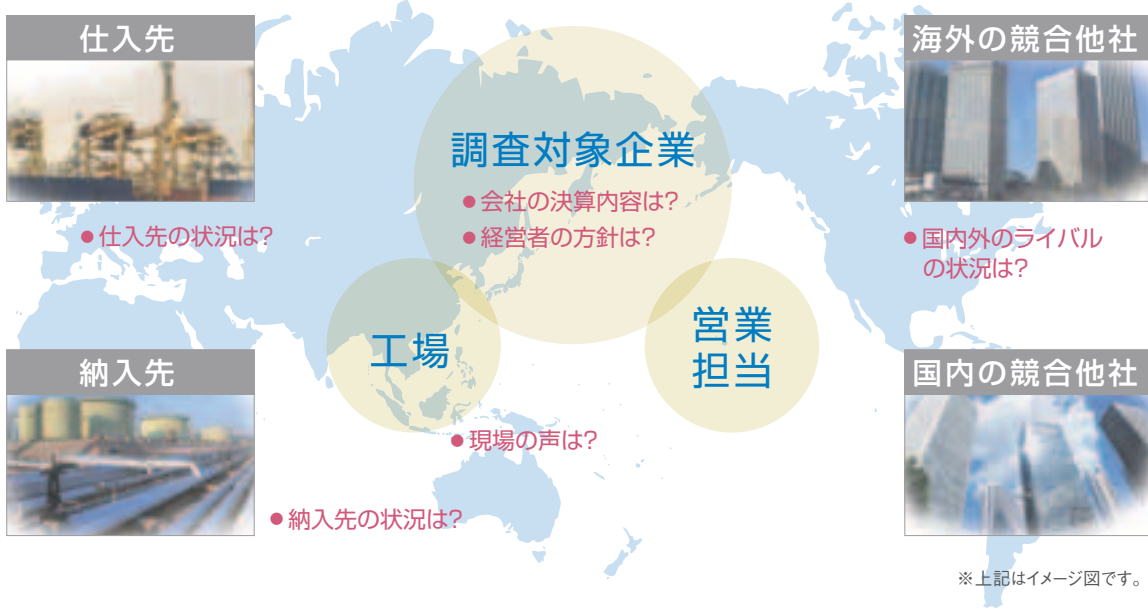 仕入先
●仕入先の状況は?
調査対象企業
●会社の決算内容は?
●経営者の方針は?
海外の競合他社
●国内外のライバル
の状況は?
工場
営業
担当
●現場の声は?
納入先
●納入先の状況は?
国内の競合他社
※上記はイメージ図です。